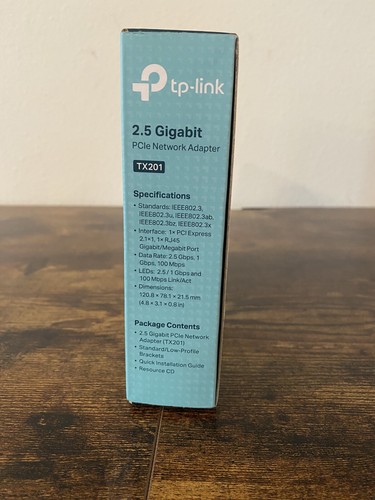 tp-link
2.5 Gigabit
PCIe Network Adapter
TX201
Specifications
• Standards: IEEE802.3,
IEEE802.3u, IEEE802.3ab,
IEEE802.3bz, IEEE802.3x
• Interface: 1× PCI Express
2.1×1, 1× RJ45
Gigabit/Megabit Port
• Data Rate: 2.5 Gbps, 1
Gbps, 100 Mbps
• LEDs: 2.5 / 1 Gbps and
100 Mbps Link/Act
• Dimensions:
120.8 × 78.1 × 21.5 mm
(4.8 × 3.1 × 0.8 in)
Package Contents
• 2.5 Gigabit PCIe Network
Adapter (TX201)
• Standard/Low-Profile
Brackets
• Quick Installation Guide
• Resource CD